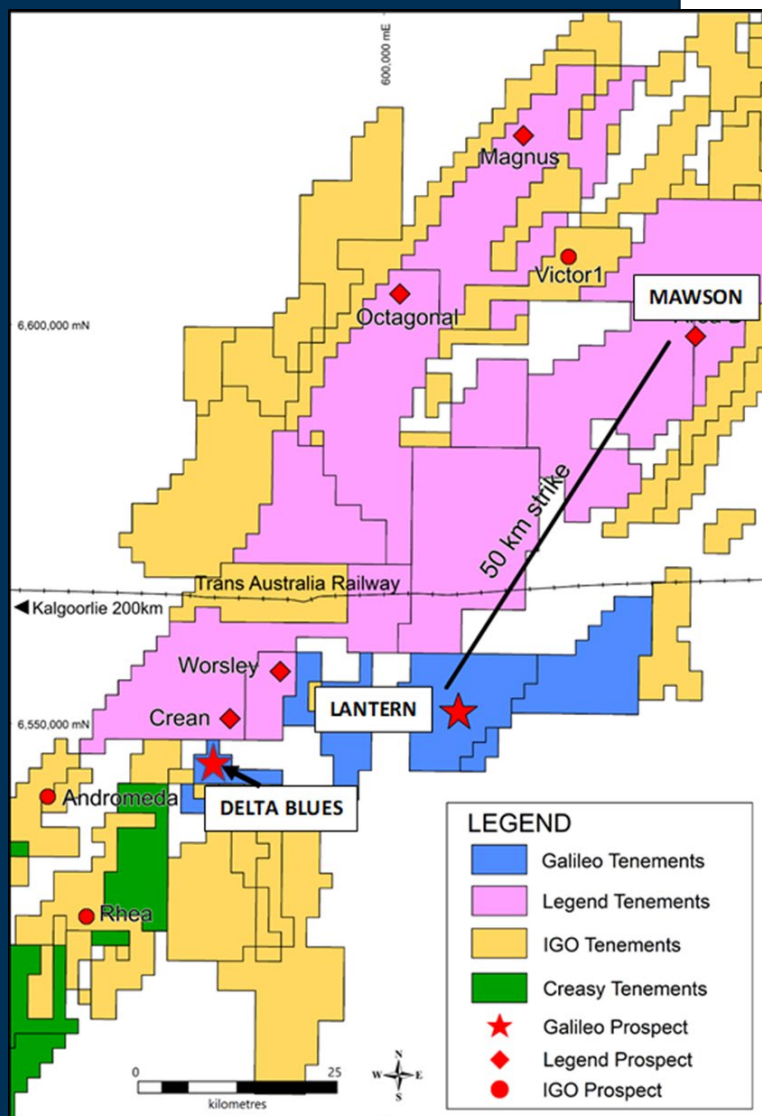 600,000 mE
Magnus
Victor1
MAWSON
Octagonal
6,600,000 mN
50 km strike
Trans Australia Railway
Kalgoorlie 200km
Worsley
LANTERN
Crean
6,550,000 mN
Andromeda
DELTA BLUES
Rhea
LEGEND
Galileo Tenements
Legend Tenements
IGO Tenements
Creasy Tenements
Galileo Prospect
Legend Prospect
IGO Prospect
0 25
kilometres
N
W E
S